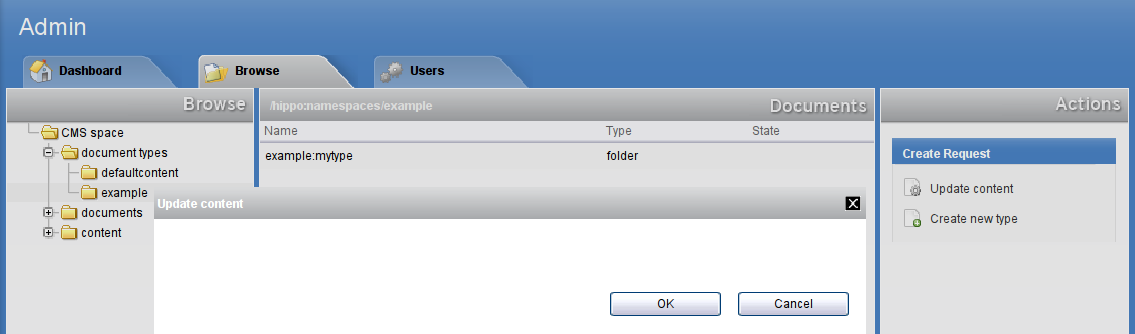 Admin
Dashboard
Browse
Users
Browse
CMS space
document types
defaultcontent
example
documents
content
/hippo:namespaces/example
Documents
Name Type State
example:mytype folder
Update content
OK Cancel
Actions
Create Request
Update content
Create new type